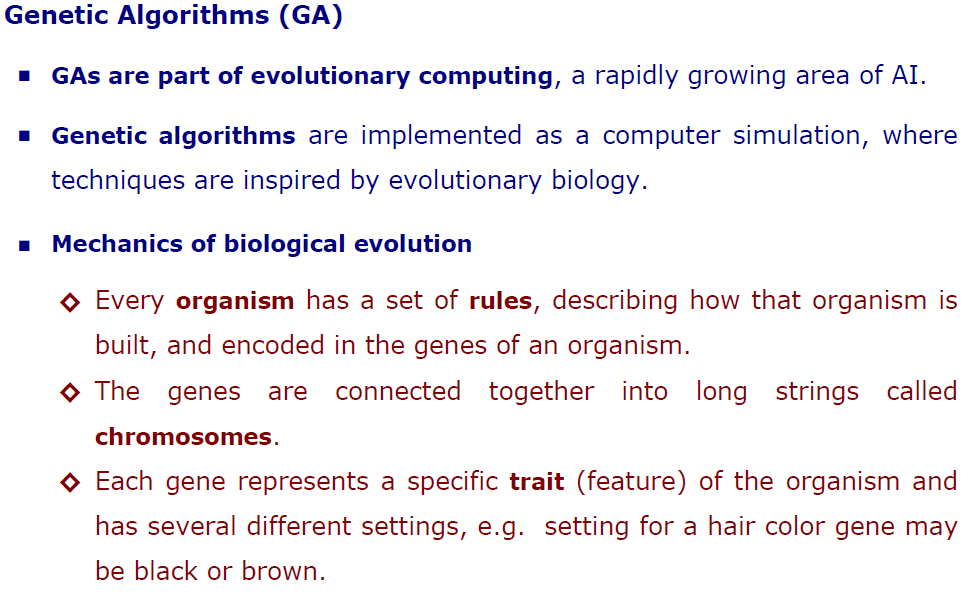 Genetic Algorithms (GA)
▪ GAs are part of evolutionary computing, a rapidly growing area of AI.
▪ Genetic algorithms are implemented as a computer simulation, where
techniques are inspired by evolutionary biology.
▪ Mechanics of biological evolution
◇ Every organism has a set of rules, describing how that organism is
built, and encoded in the genes of an organism.
◇ The genes are connected together into long strings called
chromosomes.
◇ Each gene represents a specific trait (feature) of the organism and
has several different settings, e.g. setting for a hair color gene may
be black or brown.